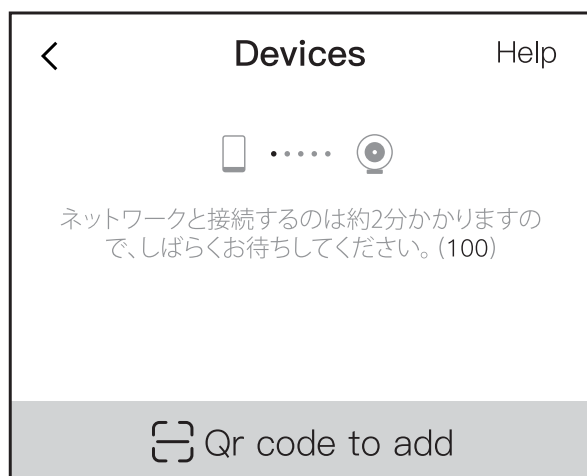 Devices
Help
ネットワークと接続するのは約2分かかりますの
で、しばらくお待ちしてください。(100)
Qr code to add